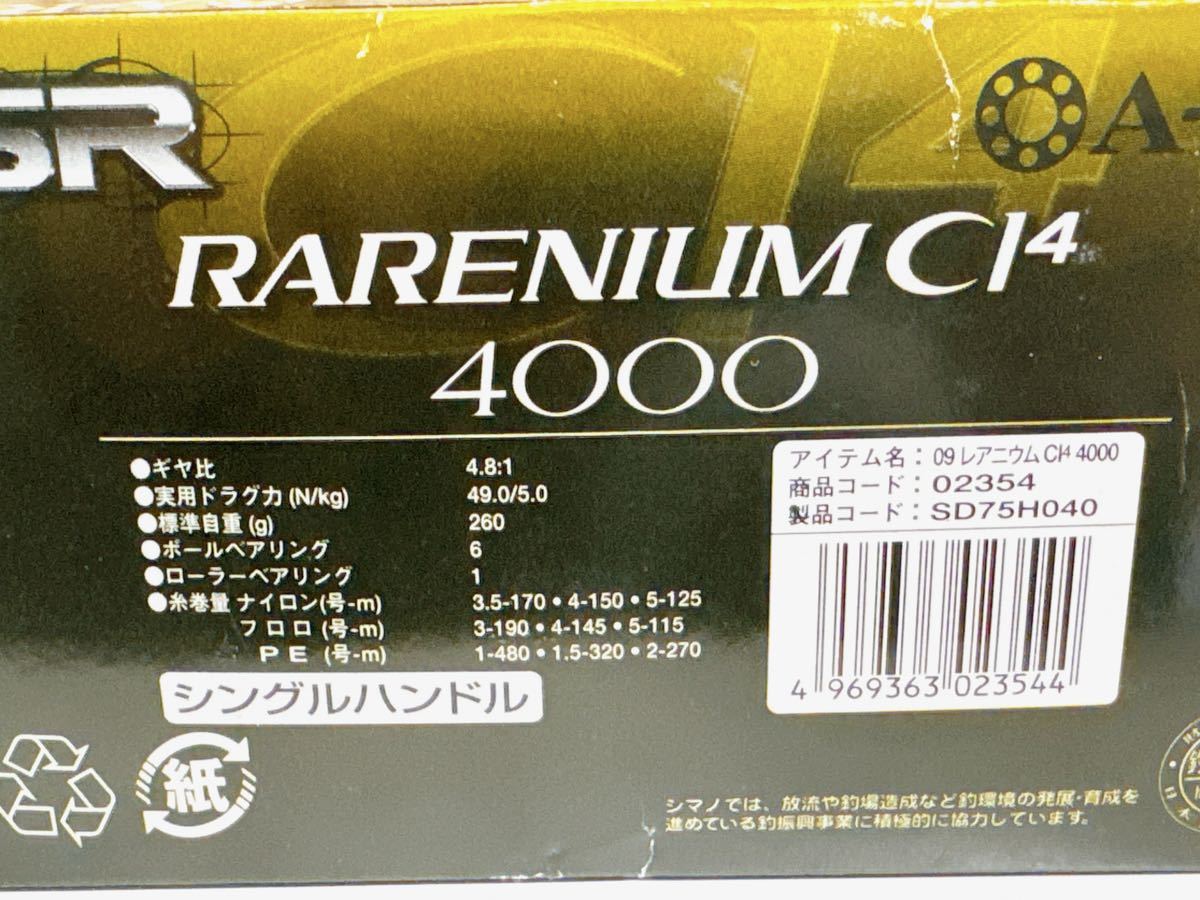 SR
CI4
A-
RARENIUM CI4
4000
●ギヤ比 4.8:1
●実用ドラグ力 (N/kg) 49.0/5.0
●標準自重 (g) 260
●ボールベアリング 6
●ローラーベアリング 1
●糸巻量 ナイロン(号-m) 3.5-170・4-150・5-125
フロロ (号-m) 3-190・4-145・5-115
PE (号-m) 1-480・1.5-320・2-270
シングルハンドル
アイテム名：09 レアニウム CI4 4000
商品コード：02354
製品コード：SD75H040
4 969363 023544
紙
シマノでは、放流や釣場造成など釣環境の発展・育成を
進めている釣振興事業に積極的に協力しています。